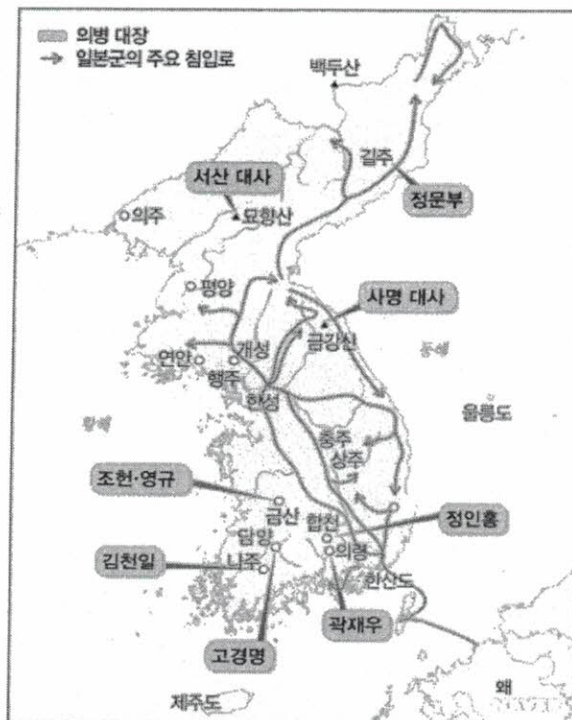 의병 대장
일본군의 주요 침입로
백두산
길주
서산 대사
정문부
의주
묘향산
평양
사명 대사
금강산
개성
동해
연안
행주
한성
울릉도
황해
충주
상주
조헌·영규
금산
합천
정인홍
담양
의령
김천일
나주
한산도
곽재우
고경명
왜
제주도